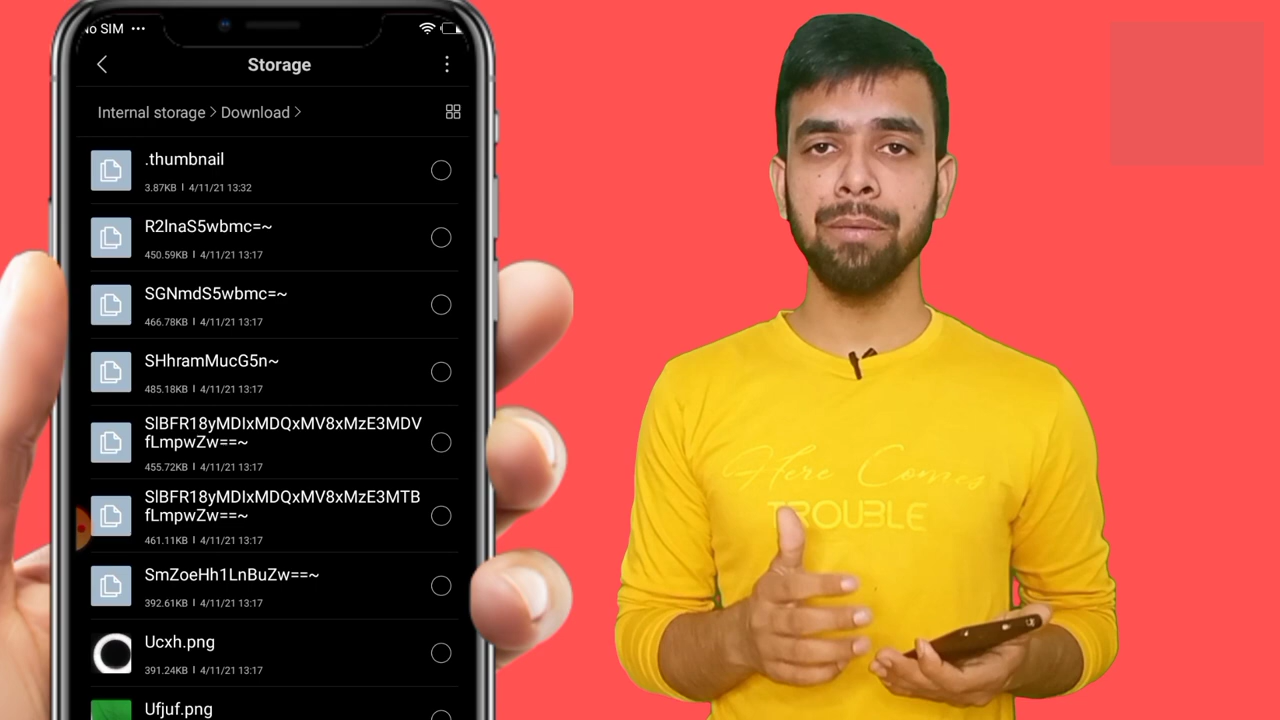 No SIM ...
Storage
Internal storage > Download >
.thumbnail
3.87KB | 4/11/21 13:32
R2lnaS5wbmc=~
450.59KB | 4/11/21 13:17
SGNmdS5wbmc=~
466.78KB | 4/11/21 13:17
SHhramMucG5n~
485.18KB | 4/11/21 13:17
SlBFR18yMDIxMDQxMV8xMzE3MDV
fLmpwZw==~
455.72KB | 4/11/21 13:17
SlBFR18yMDIxMDQxMV8xMzE3MTB
fLmpwZw==~
461.11KB | 4/11/21 13:17
SmZoeHh1LnBuZw==~
392.61KB | 4/11/21 13:17
Ucxh.png
391.24KB | 4/11/21 13:17
Ufjuf.png
Here Comes
TROUBLE